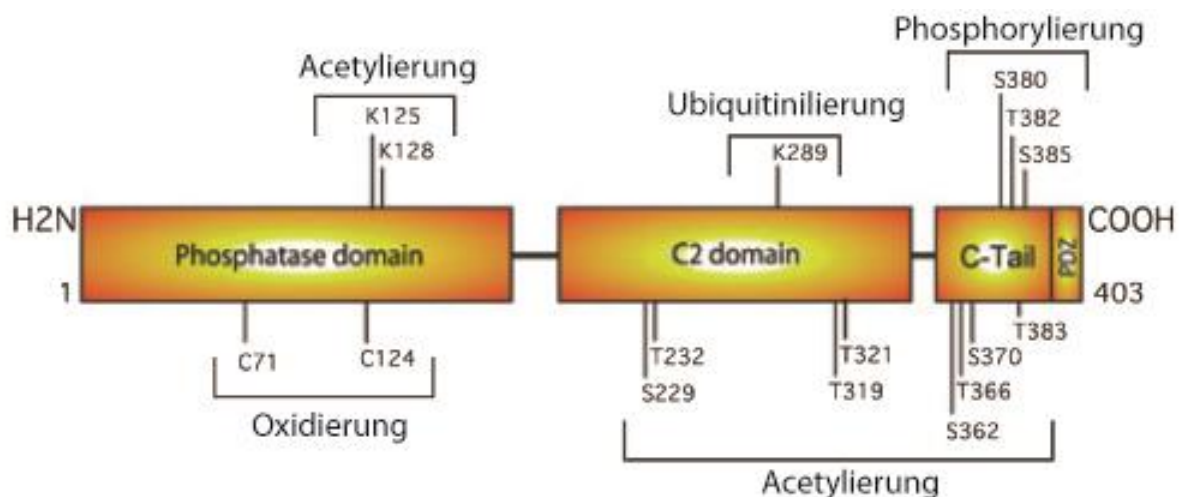 Phosphorylierung
Acetylierung
S380
Ubiquitinilierung
K125
T382
K128
K289
S385
H2N
COOH
Phosphatase domain
C2 domain
C-Tail
PDZ
1
403
T383
C71
C124
T232
T321
S370
S229
T319
T366
Oxidierung
S362
Acetylierung